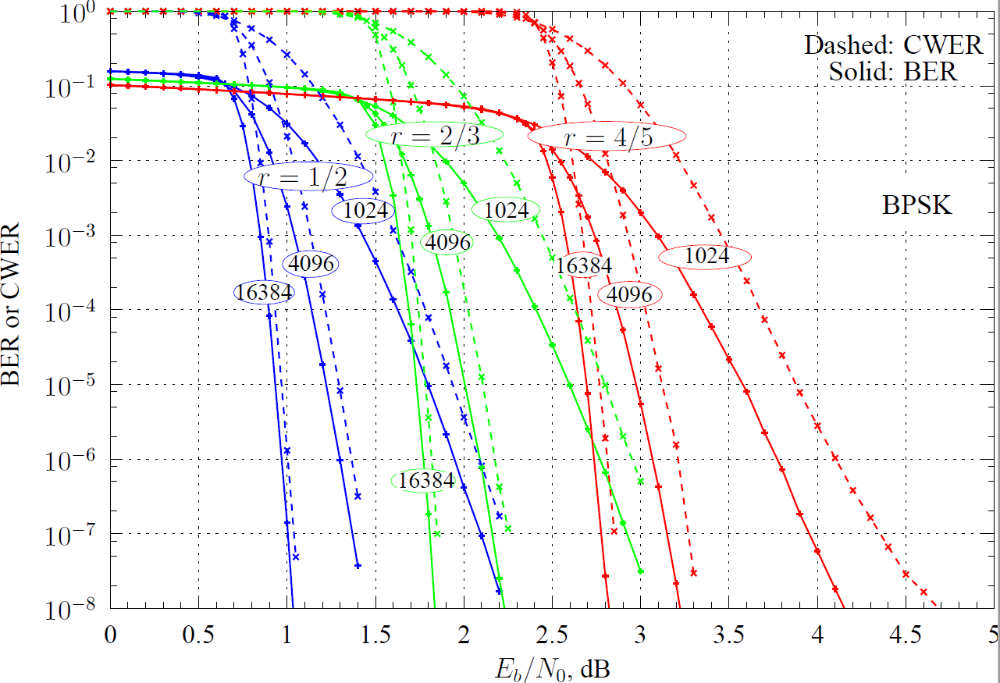 10^0
10^-1
10^-2
10^-3
10^-4
10^-5
10^-6
10^-7
10^-8
BER or CWER
Dashed: CWER
Solid: BER
BPSK
r = 1/2
r = 2/3
r = 4/5
1024
4096
16384
1024
4096
16384
1024
16384
4096
0 0.5 1 1.5 2 2.5 3 3.5 4 4.5 5
E_b/N_0, dB